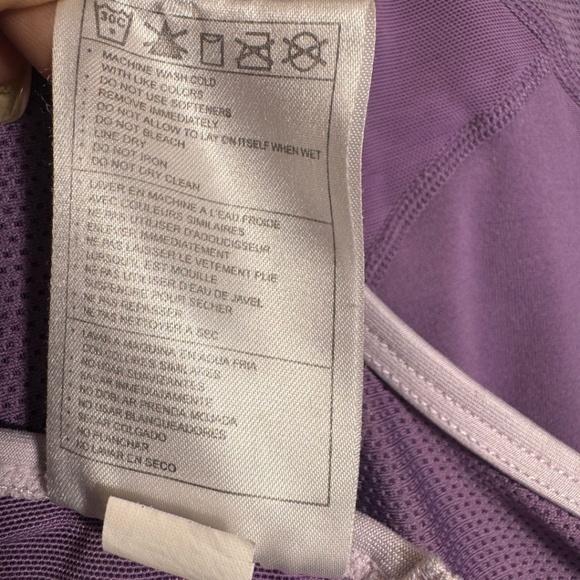 30C
• MACHINE WASH COLD
WITH LIKE COLORS
• DO NOT USE SOFTENERS
• REMOVE IMMEDIATELY
• DO NOT ALLOW TO LAY ON ITSELF WHEN WET
• DO NOT BLEACH
• LINE DRY
• DO NOT IRON
• DO NOT DRY CLEAN
• LAVER EN MACHINE A L'EAU FROIDE
AVEC COULEURS SIMILAIRES
• NE PAS UTILISER D'ADOUCISSEUR
• ENLEVER IMMEDIATEMENT
• NE PAS LAISSER LE VETEMENT PLIE
LORSQU'IL EST MOUILLE
• NE PAS UTILISER D'EAU DE JAVEL
• SUSPENDRE POUR SECHER
• NE PAS REPASSER
• NE PAS NETTOYER A SEC
• LAVAR A MAQUINA EN AGUA FRIA
CON COLORES SIMILARES
• NO USAR SUAVIZANTES
• SACAR INMEDIATAMENTE
• NO DOBLAR PRENDA MOJADA
• NO USAR BLANQUEADORES
• SECAR COLGADO
• NO PLANCHAR
• NO LAVAR EN SECO